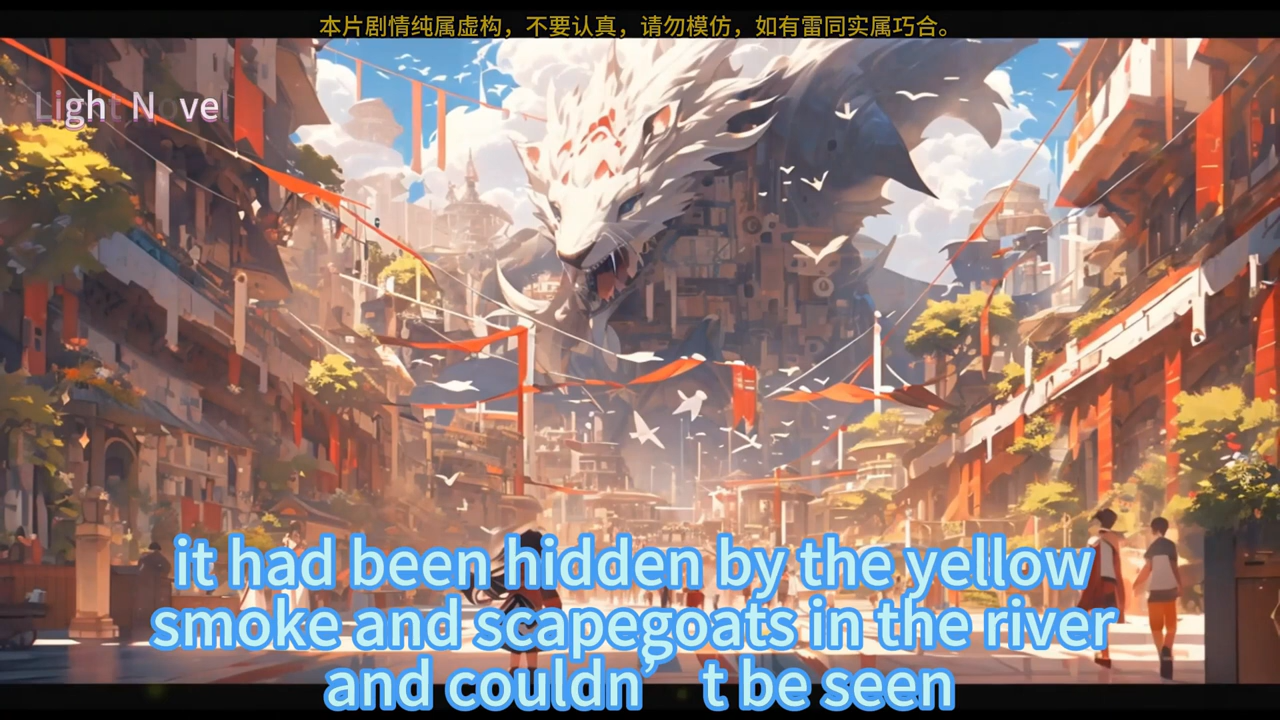 本片剧情纯属虚构，不要认真，请勿模仿，如有雷同实属巧合。
Light Novel
it had been hidden by the yellow
smoke and scapegoats in the river
and couldn’t be seen